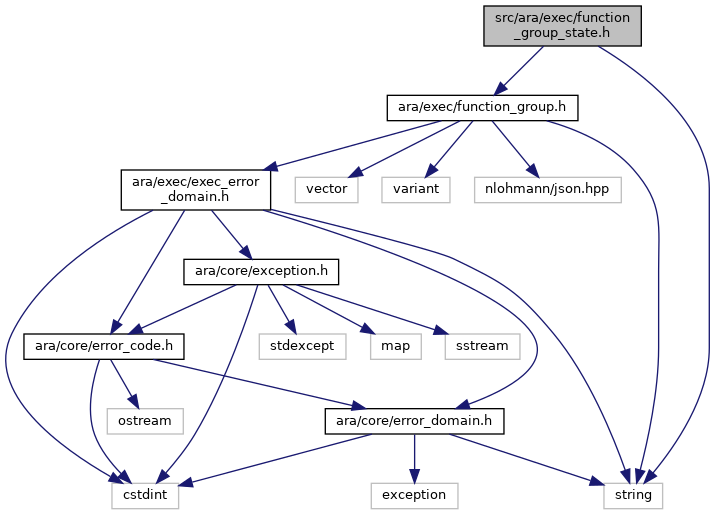 src/ara/exec/function
_group_state.h
ara/exec/function_group.h
ara/exec/exec_error
_domain.h
vector
variant
nlohmann/json.hpp
ara/core/exception.h
ara/core/error_code.h
stdexcept
map
sstream
ostream
ara/core/error_domain.h
cstdint
exception
string